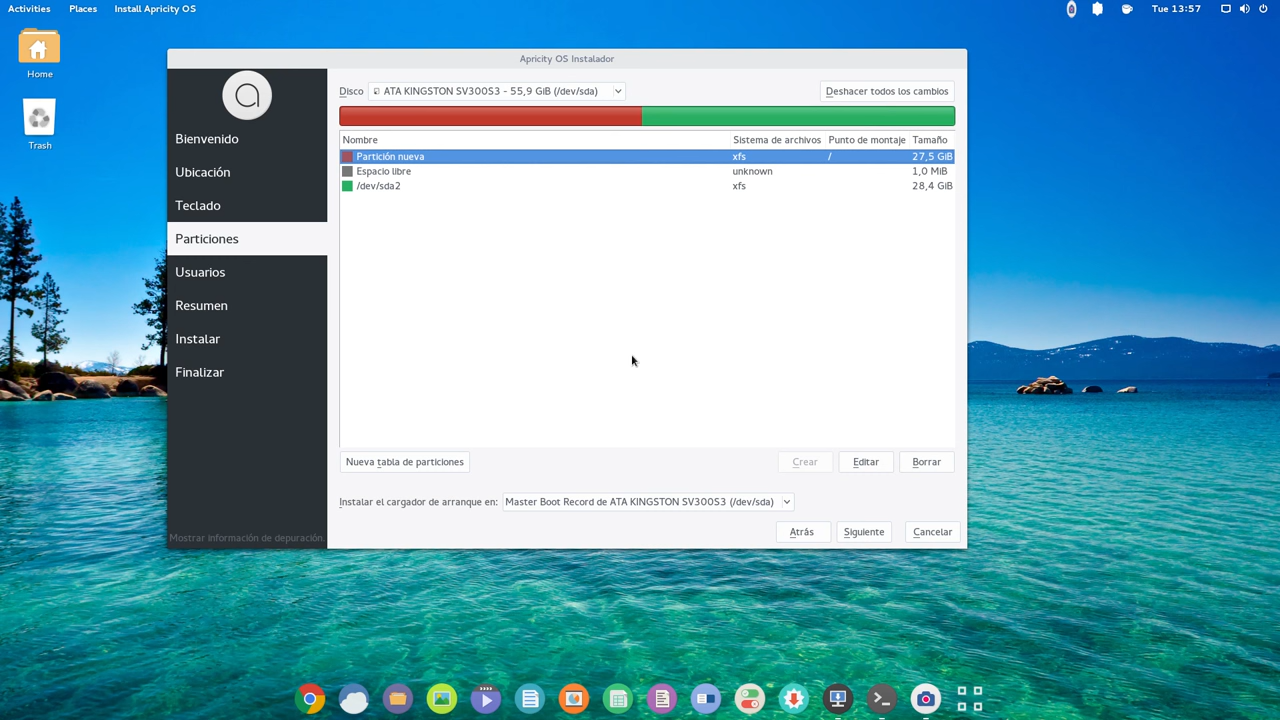 Activities Places Install Apricity OS Tue 13:57
Home
Trash
Apricity OS Instalador
Bienvenido
Ubicación
Teclado
Particiones
Usuarios
Resumen
Instalar
Finalizar
Mostrar información de depuración.
Disco ATA KINGSTON SV300S3 - 55,9 GiB (/dev/sda) Deshacer todos los cambios
Nombre Sistema de archivos Punto de montaje Tamaño
Partición nueva xfs / 27,5 GiB
Espacio libre unknown 1,0 MiB
/dev/sda2 xfs 28,4 GiB
Nueva tabla de particiones Crear Editar Borrar
Instalar el cargador de arranque en: Master Boot Record de ATA KINGSTON SV300S3 (/dev/sda)
Atrás Siguiente Cancelar